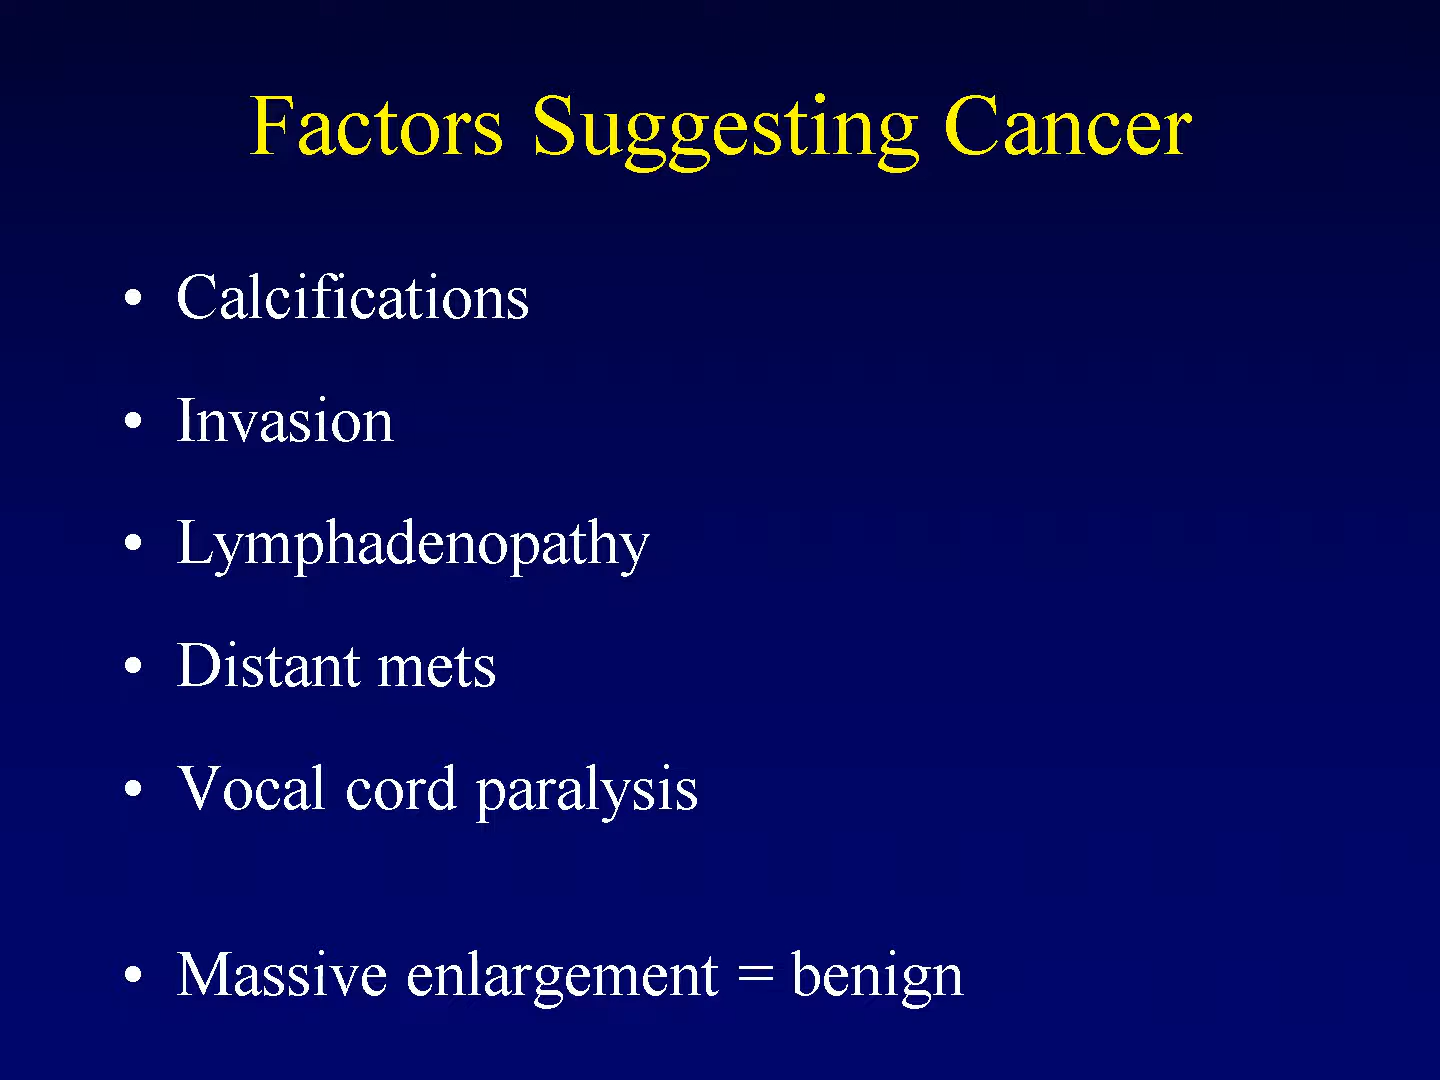 Factors Suggesting Cancer
• Calcifications
• Invasion
• Lymphadenopathy
• Distant mets
• Vocal cord paralysis
• Massive enlargement = benign